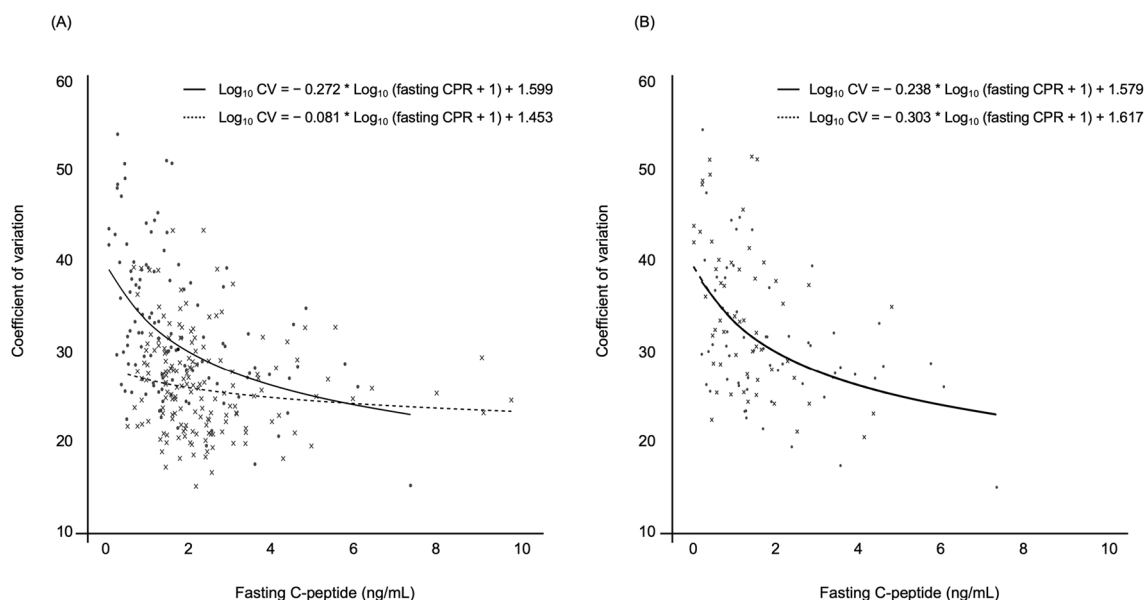 (A)
Log10 CV = − 0.272 * Log10 (fasting CPR + 1) + 1.599
Log10 CV = − 0.081 * Log10 (fasting CPR + 1) + 1.453
60
50
40
30
20
10
0 2 4 6 8 10
Coefficient of variation
Fasting C-peptide (ng/mL)
(B)
Log10 CV = − 0.238 * Log10 (fasting CPR + 1) + 1.579
Log10 CV = − 0.303 * Log10 (fasting CPR + 1) + 1.617
60
50
40
30
20
10
0 2 4 6 8 10
Coefficient of variation
Fasting C-peptide (ng/mL)